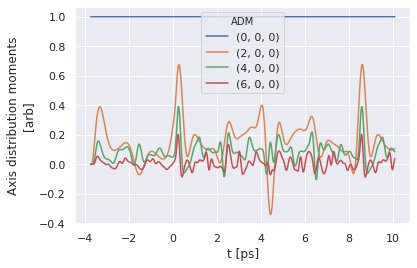 ADM
(0, 0, 0)
(2, 0, 0)
(4, 0, 0)
(6, 0, 0)
Axis distribution moments
[arb]
1.0
0.8
0.6
0.4
0.2
0.0
−0.2
−0.4
−4 −2 0 2 4 6 8 10
t [ps]